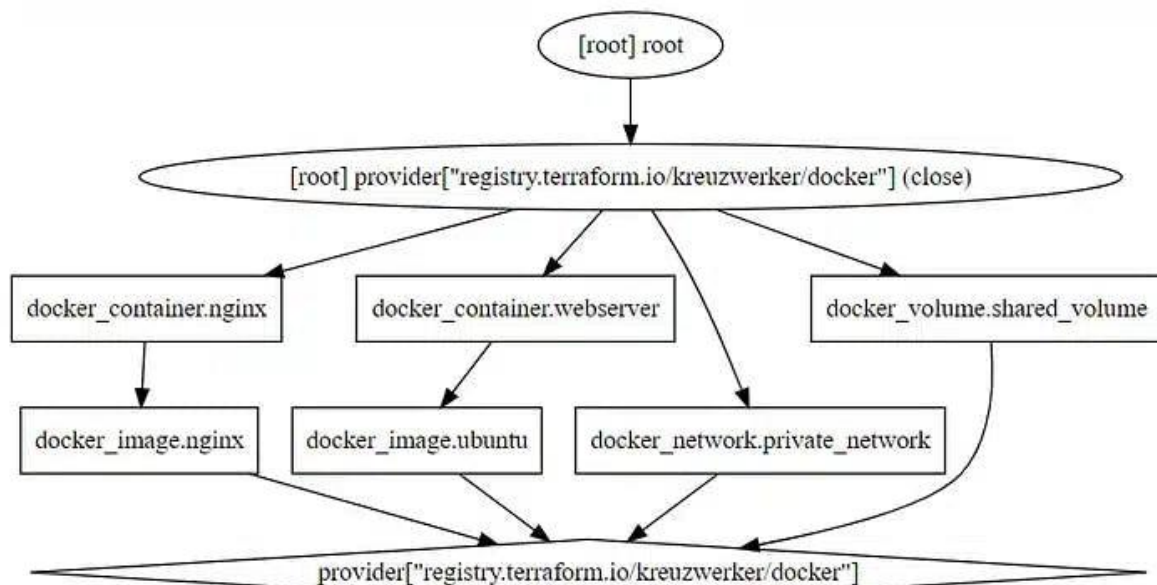 [root] root
[root] provider["registry.terraform.io/kreuzwerker/docker"] (close)
docker_container.nginx
docker_container.webserver
docker_volume.shared_volume
docker_image.nginx
docker_image.ubuntu
docker_network.private_network
provider["registry.terraform.io/kreuzwerker/docker"]